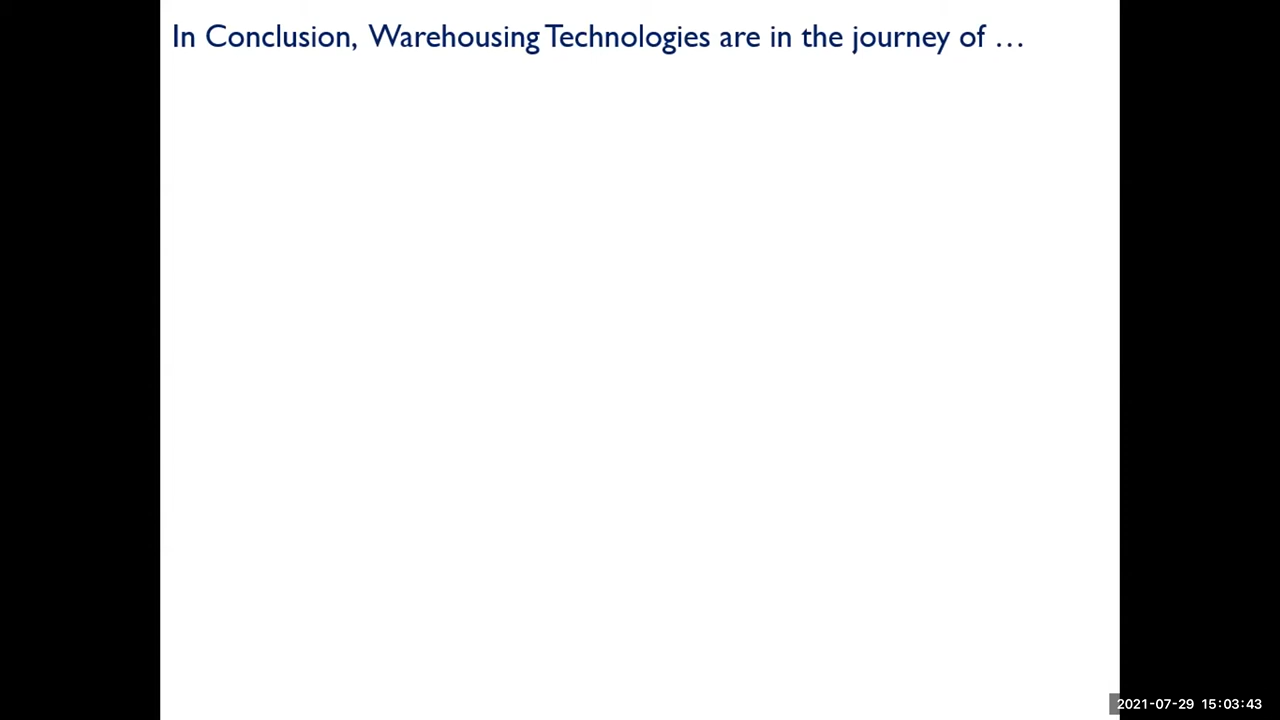 In Conclusion, Warehousing Technologies are in the journey of …
2021-07-29 15:03:43